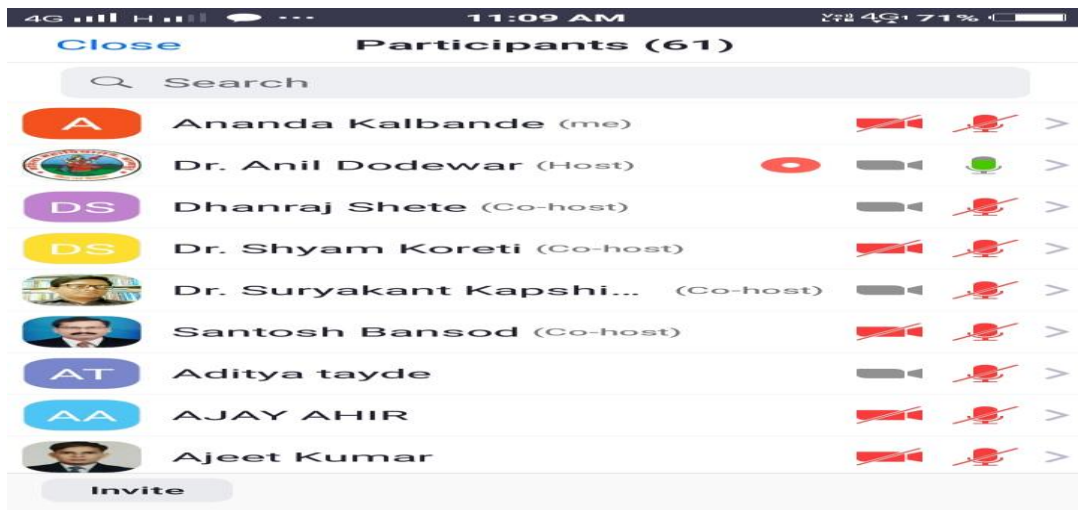 4G H ... 11:09 AM VoLTE 4G 71%
Close Participants (61)
Search
A Ananda Kalbande (me)
Dr. Anil Dodewar (Host)
DS Dhanraj Shete (Co-host)
DS Dr. Shyam Koreti (Co-host)
Dr. Suryakant Kapshi... (Co-host)
Santosh Bansod (Co-host)
AT Aditya tayde
AA AJAY AHIR
Ajeet Kumar
Invite